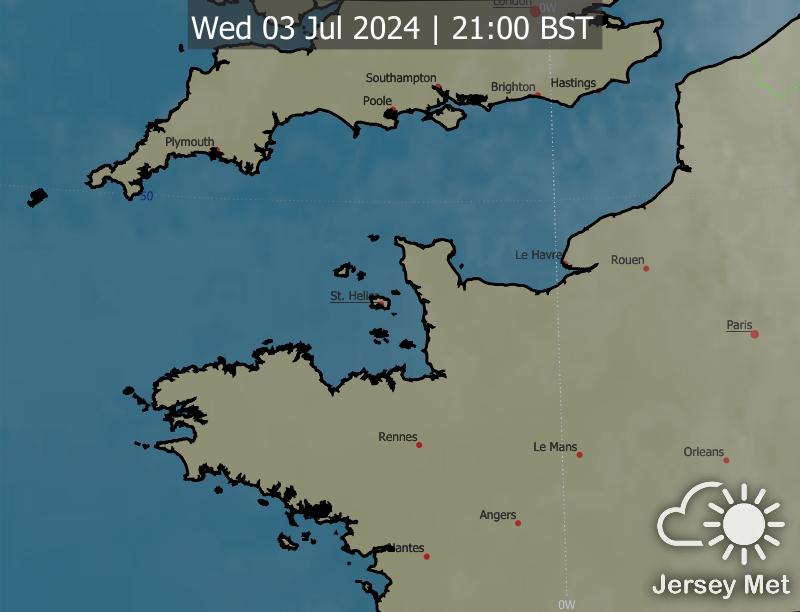 London
0W
Wed 03 Jul 2024 | 21:00 BST
Southampton
Brighton
Hastings
Poole
Plymouth
50
Le Havre
Rouen
St. Helier
Paris
Rennes
Le Mans
Orleans
Angers
Nantes
Jersey Met
0W